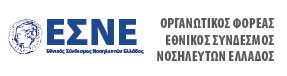 ΕΣΝΕ
Εθνικός Σύνδεσμος Νοσηλευτών Ελλάδος
ΟΡΓΑΝΩΤΙΚΟΣ ΦΟΡΕΑΣ
ΕΘΝΙΚΟΣ ΣΥΝΔΕΣΜΟΣ
ΝΟΣΗΛΕΥΤΩΝ ΕΛΛΑΔΟΣ